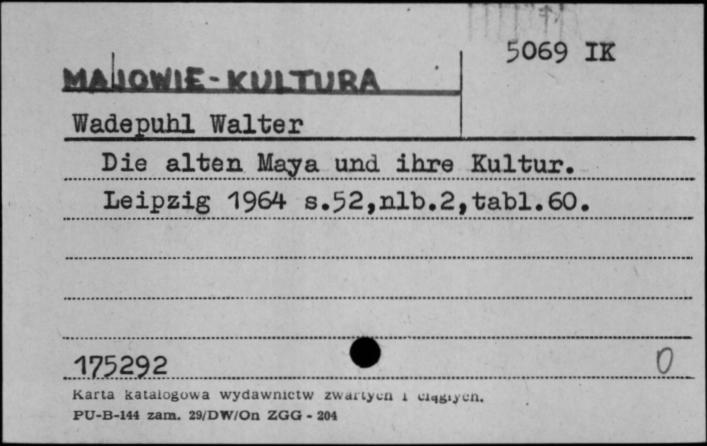 5069 IK
MAJOWIE-KULTURA
Wadepuhl Walter
Die alten Maya und ihre Kultur.
Leipzig 1964 s.52,nlb.2,tabl.60.
175292
0
Karta katalogowa wydawnictw zwartych i ciągłych.
PU-B-144 zam. 29/DW/On ZGG - 204